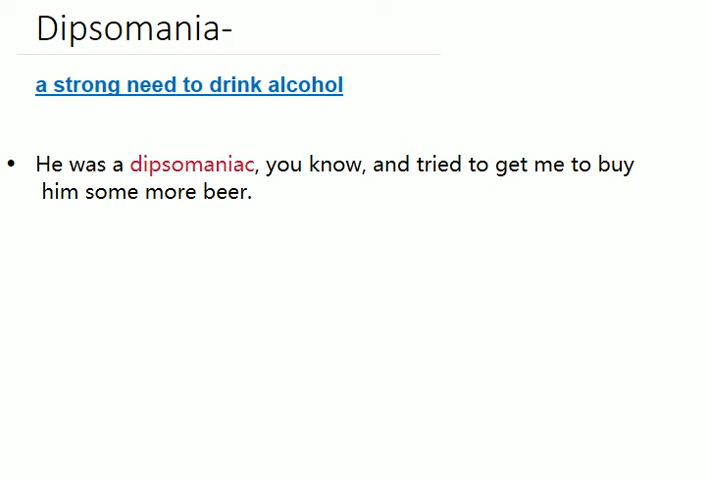 Dipsomania-
a strong need to drink alcohol
• He was a dipsomaniac, you know, and tried to get me to buy
him some more beer.